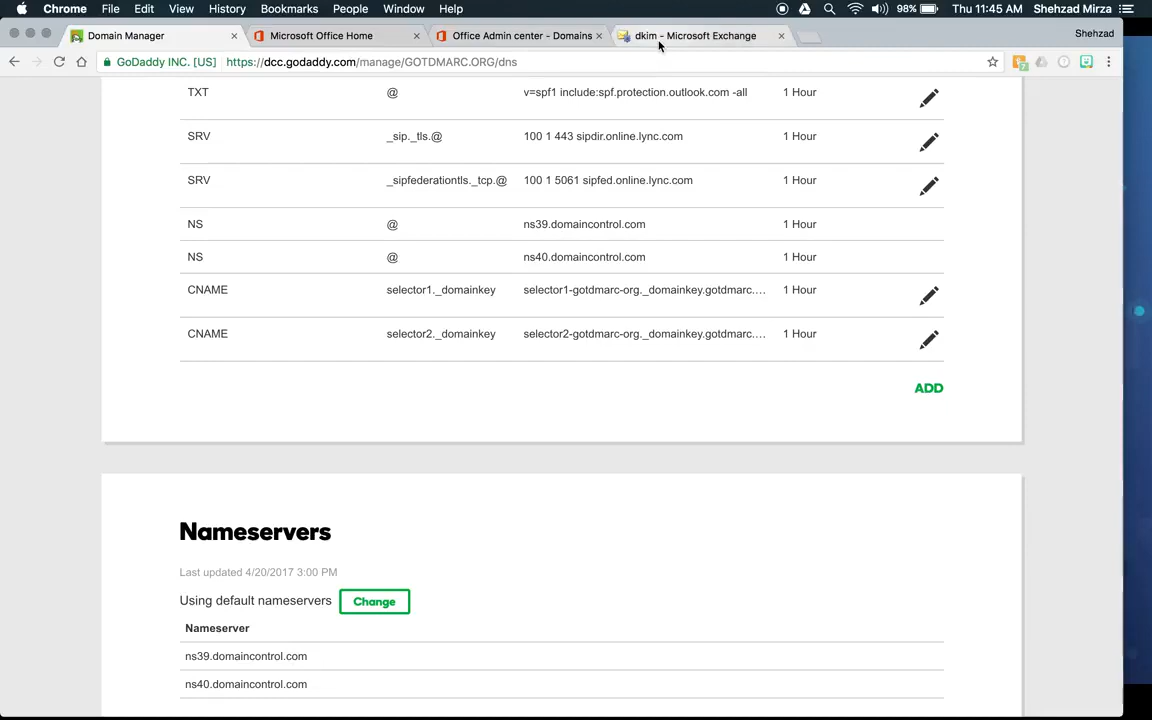 Chrome File Edit View History Bookmarks People Window Help 98% Thu 11:45 AM Shehzad Mirza
Domain Manager Microsoft Office Home Office Admin center - Domains dkim - Microsoft Exchange Shehzad
GoDaddy INC. [US] https://dcc.godaddy.com/manage/GOTDMARC.ORG/dns 7
TXT @ v=spf1 include:spf.protection.outlook.com -all 1 Hour
SRV _sip._tls.@ 100 1 443 sipdir.online.lync.com 1 Hour
SRV _sipfederationtls._tcp.@ 100 1 5061 sipfed.online.lync.com 1 Hour
NS @ ns39.domaincontrol.com 1 Hour
NS @ ns40.domaincontrol.com 1 Hour
CNAME selector1._domainkey selector1-gotdmarc-org._domainkey.gotdmarc.… 1 Hour
CNAME selector2._domainkey selector2-gotdmarc-org._domainkey.gotdmarc.… 1 Hour
ADD
Nameservers
Last updated 4/20/2017 3:00 PM
Using default nameservers Change
Nameserver
ns39.domaincontrol.com
ns40.domaincontrol.com